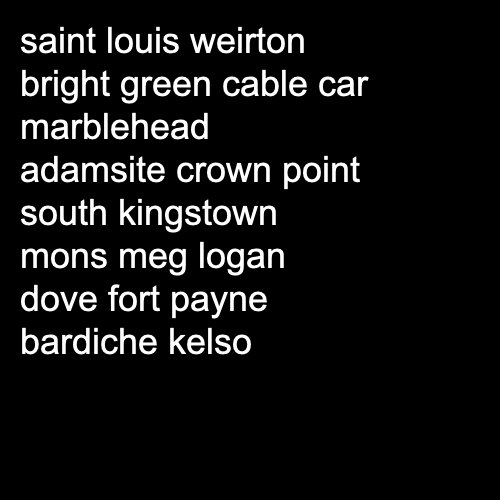 saint louis weirton
bright green cable car
marblehead
adamsite crown point
south kingstown
mons meg logan
dove fort payne
bardiche kelso